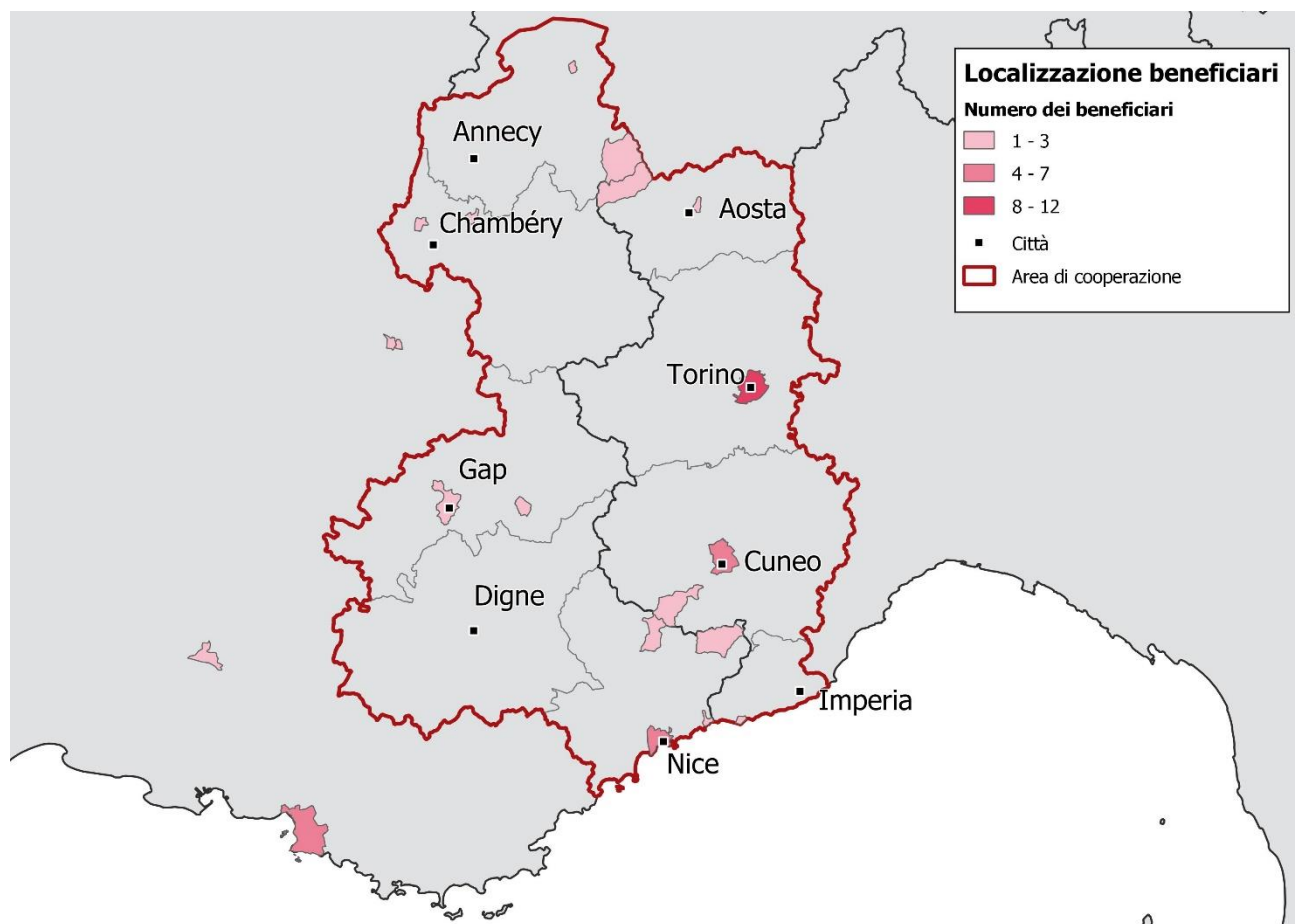 Localizzazione beneficiari
Numero dei beneficiari
1 - 3
4 - 7
8 - 12
Città
Area di cooperazione
Annecy
Aosta
Chambéry
Torino
Gap
Cuneo
Digne
Imperia
Nice